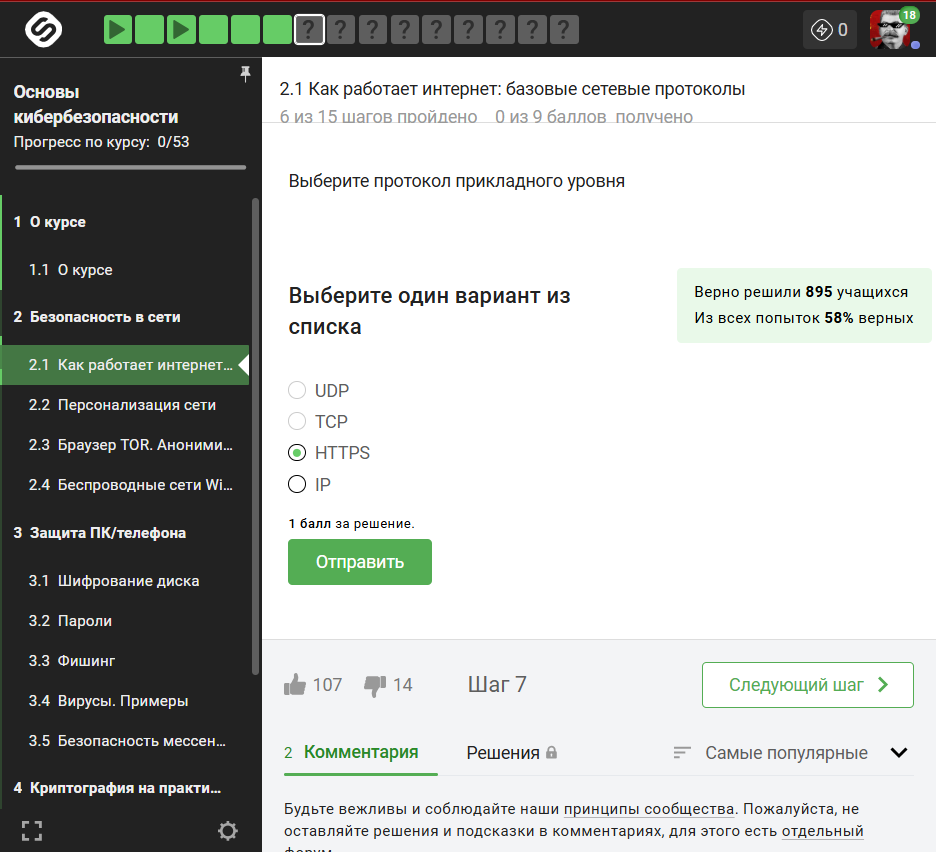 ? ? ? ? ? ? ? ? ?
0
18
Основы
кибербезопасности
Прогресс по курсу: 0/53
1 О курсе
1.1 О курсе
2 Безопасность в сети
2.1 Как работает интернет...
2.2 Персонализация сети
2.3 Браузер TOR. Аноними...
2.4 Беспроводные сети Wi...
3 Защита ПК/телефона
3.1 Шифрование диска
3.2 Пароли
3.3 Фишинг
3.4 Вирусы. Примеры
3.5 Безопасность мессен...
4 Криптография на практи...
2.1 Как работает интернет: базовые сетевые протоколы
6 из 15 шагов пройдено 0 из 9 баллов получено
Выберите протокол прикладного уровня
Выберите один вариант из
списка
Верно решили 895 учащихся
Из всех попыток 58% верных
UDP
TCP
HTTPS
IP
1 балл за решение.
Отправить
107 14 Шаг 7 Следующий шаг
2 Комментария Решения Самые популярные
Будьте вежливы и соблюдайте наши принципы сообщества. Пожалуйста, не
оставляйте решения и подсказки в комментариях, для этого есть отдельный
форум.